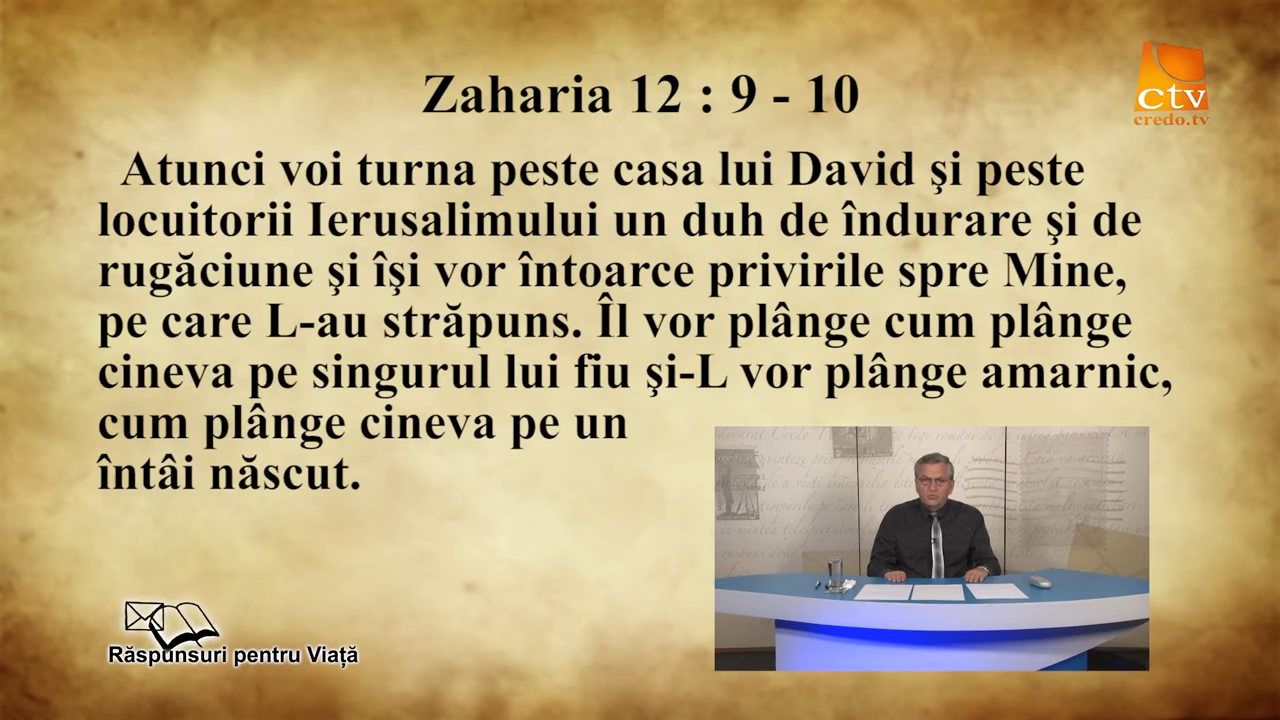 Zaharia 12 : 9 - 10
ctv
credo.tv
Atunci voi turna peste casa lui David şi peste
locuitorii Ierusalimului un duh de îndurare şi de
rugăciune şi îşi vor întoarce privirile spre Mine,
pe care L-au străpuns. Îl vor plânge cum plânge
cineva pe singurul lui fiu şi-L vor plânge amarnic,
cum plânge cineva pe un
întâi născut.
Răspunsuri pentru Viaţă